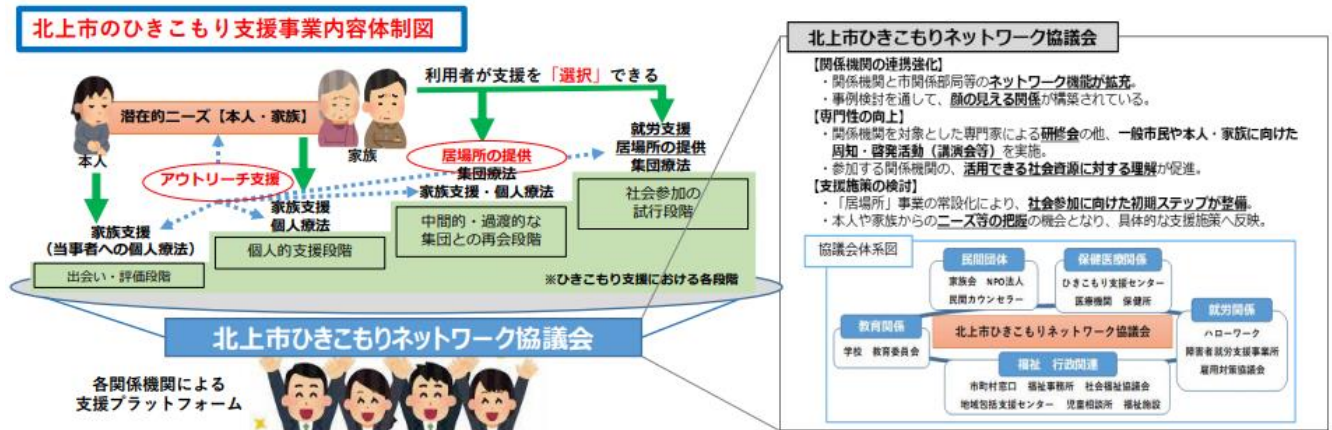 北上市のひきこもり支援事業内容体制図
利用者が支援を「選択」できる
潜在的ニーズ【本人・家族】
本人
家族
アウトリーチ支援
居場所の提供
集団療法
家族支援・個人療法
就労支援
居場所の提供
集団療法
家族支援
個人療法
家族支援
(当事者への個人療法)
出会い・評価段階
個人的支援段階
中間的・過渡的な
集団との再会段階
社会参加の
試行段階
※ひきこもり支援における各段階
北上市ひきこもりネットワーク協議会
各関係機関による
支援プラットフォーム
北上市ひきこもりネットワーク協議会
【関係機関の連携強化】
・関係機関と市関係部局等のネットワーク機能が拡充。
・事例検討を通して、顔の見える関係が構築されている。
【専門性の向上】
・関係機関を対象とした専門家による研修会の他、一般市民や本人・家族に向けた
周知・啓発活動（講演会等）を実施。
・参加する関係機関の、活用できる社会資源に対する理解が促進。
【支援施策の検討】
・「居場所」事業の常設化により、社会参加に向けた初期ステップが整備。
・本人や家族からのニーズ等の把握の機会となり、具体的な支援施策へ反映。
協議会体系図
民間団体
家族会 NPO法人
民間カウンセラー
保健医療関係
ひきこもり支援センター
医療機関 保健所
教育関係
学校 教育委員会
北上市ひきこもりネットワーク協議会
就労関係
ハローワーク
障害者就労支援事業所
雇用対策協議会
福祉 行政関連
市町村窓口 福祉事務所 社会福祉協議会
地域包括支援センター 児童相談所 福祉施設